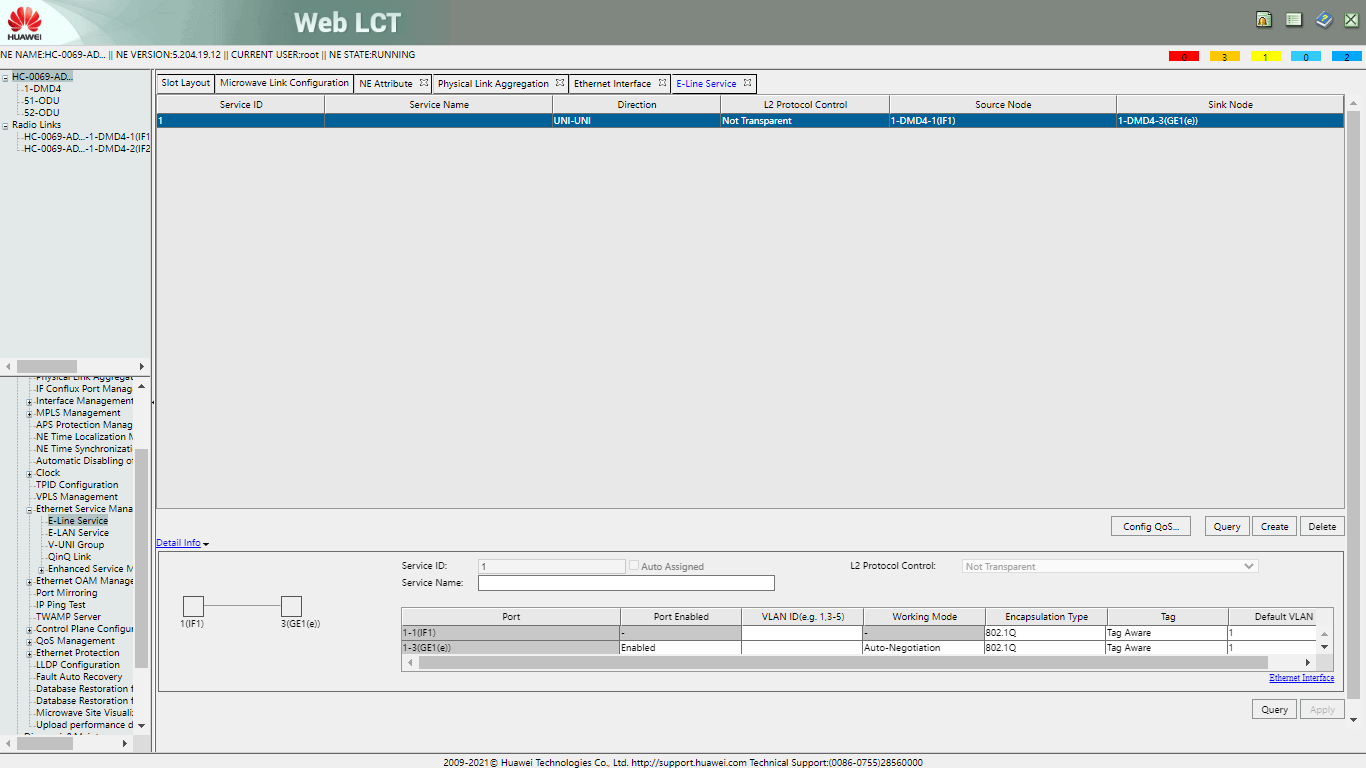 HUAWEI
Web LCT
NE NAME:HC-0069-AD... || NE VERSION:5.204.19.12 || CURRENT USER:root || NE STATE:RUNNING
0 3 1 0 2
HC-0069-AD...
1-DMD4
51-ODU
52-ODU
Radio Links
HC-0069-AD...-1-DMD4-1(IF1
HC-0069-AD...-1-DMD4-2(IF2
Physical Link Aggregat
IF Conflux Port Manag
Interface Management
MPLS Management
APS Protection Manag
NE Time Localization M
NE Time Synchronizati
Automatic Disabling of
Clock
TPID Configuration
VPLS Management
Ethernet Service Mana
E-Line Service
E-LAN Service
V-UNI Group
QinQ Link
Enhanced Service M
Ethernet OAM Manage
Port Mirroring
IP Ping Test
TWAMP Server
Control Plane Configur
QoS Management
Ethernet Protection
LLDP Configuration
Fault Auto Recovery
Database Restoration f
Database Restoration f
Microwave Site Visuali
Upload performance d
Slot Layout Microwave Link Configuration NE Attribute Physical Link Aggregation Ethernet Interface E-Line Service
Service ID Service Name Direction L2 Protocol Control Source Node Sink Node
1 UNI-UNI Not Transparent 1-DMD4-1(IF1) 1-DMD4-3(GE1(e))
Config QoS... Query Create Delete
Detail Info
Service ID: 1 Auto Assigned L2 Protocol Control: Not Transparent
Service Name:
1(IF1) 3(GE1(e))
Port Port Enabled VLAN ID(e.g. 1,3-5) Working Mode Encapsulation Type Tag Default VLAN
1-1(IF1) - - 802.1Q Tag Aware 1
1-3(GE1(e)) Enabled Auto-Negotiation 802.1Q Tag Aware 1
Ethernet Interface
Query Apply
2009-2021© Huawei Technologies Co., Ltd. http://support.huawei.com Technical Support:(0086-0755)28560000